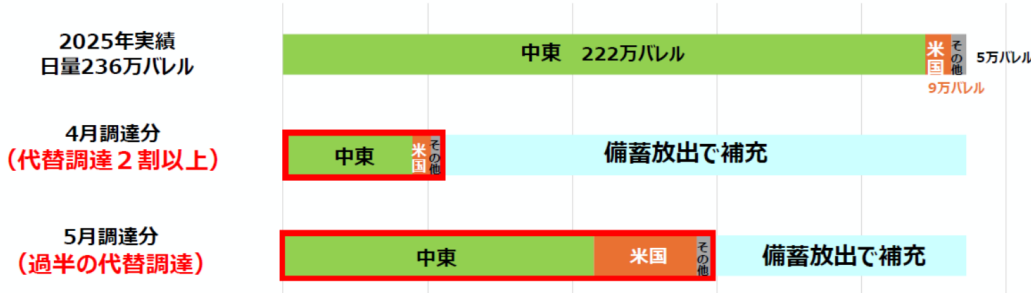 2025年実績
日量236万バレル
中東　222万バレル
米国
その他
5万バレル
9万バレル
4月調達分
（代替調達２割以上）
中東
米国
その他
備蓄放出で補充
5月調達分
（過半の代替調達）
中東
米国
その他
備蓄放出で補充